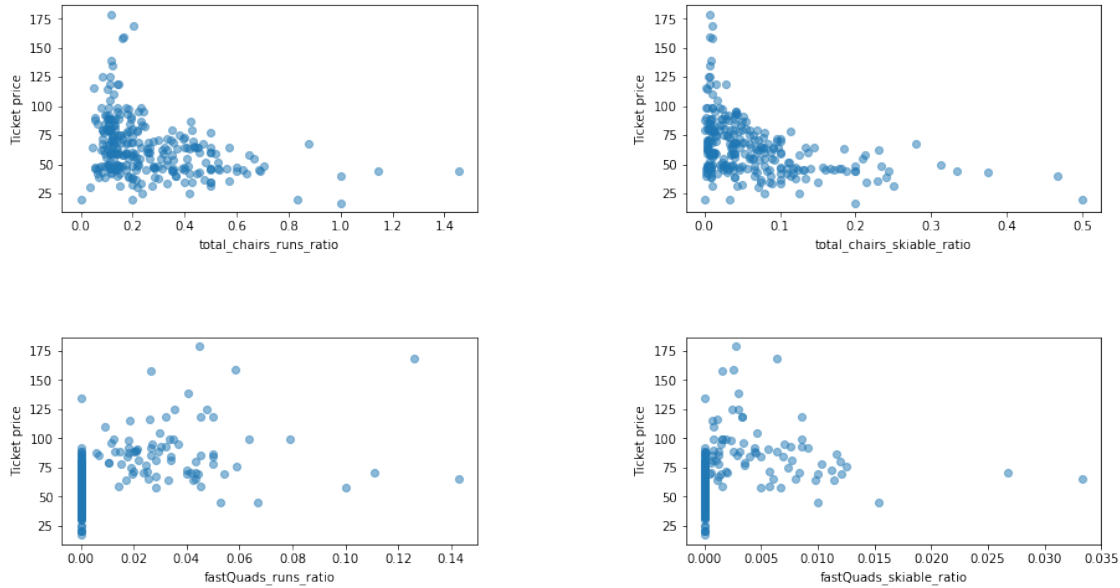 175
150
125
100
75
50
25
Ticket price
0.0 0.2 0.4 0.6 0.8 1.0 1.2 1.4
total_chairs_runs_ratio
175
150
125
100
75
50
25
Ticket price
0.0 0.1 0.2 0.3 0.4 0.5
total_chairs_skiable_ratio
175
150
125
100
75
50
25
Ticket price
0.00 0.02 0.04 0.06 0.08 0.10 0.12 0.14
fastQuads_runs_ratio
175
150
125
100
75
50
25
Ticket price
0.000 0.005 0.010 0.015 0.020 0.025 0.030 0.035
fastQuads_skiable_ratio